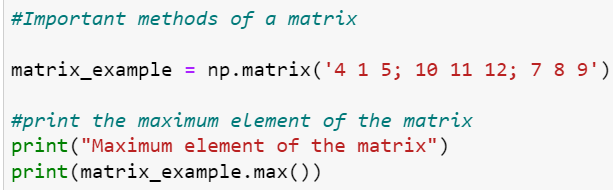 #Important methods of a matrix
matrix_example = np.matrix('4 1 5; 10 11 12; 7 8 9')
#print the maximum element of the matrix
print("Maximum element of the matrix")
print(matrix_example.max())